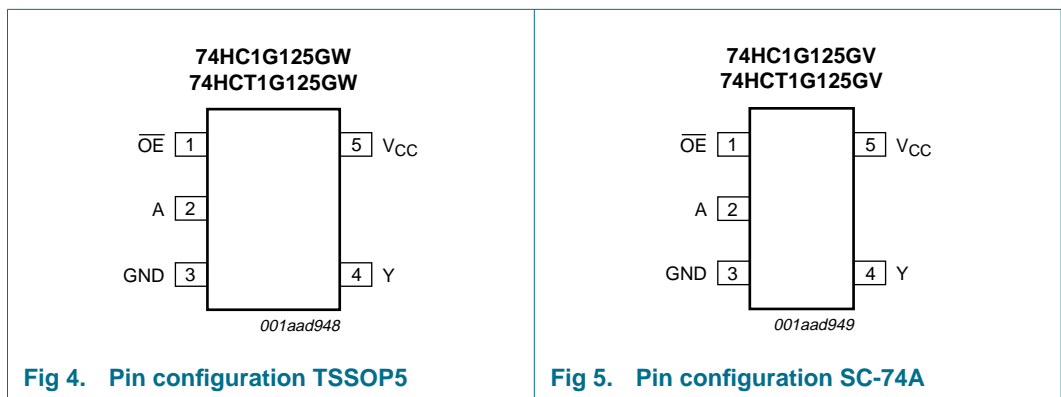 74HC1G125GW
74HCT1G125GW
OE 1
5 VCC
A 2
GND 3
4 Y
001aad948
Fig 4. Pin configuration TSSOP5
74HC1G125GV
74HCT1G125GV
OE 1
5 VCC
A 2
GND 3
4 Y
001aad949
Fig 5. Pin configuration SC-74A